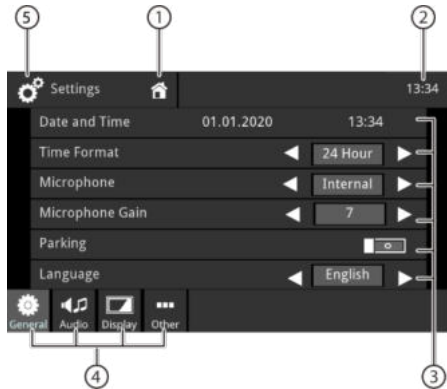 5 1 2
Settings 13:34
Date and Time 01.01.2020 13:34
Time Format 24 Hour
Microphone Internal
Microphone Gain 7
Parking
Language English
General Audio Display Other
4 3